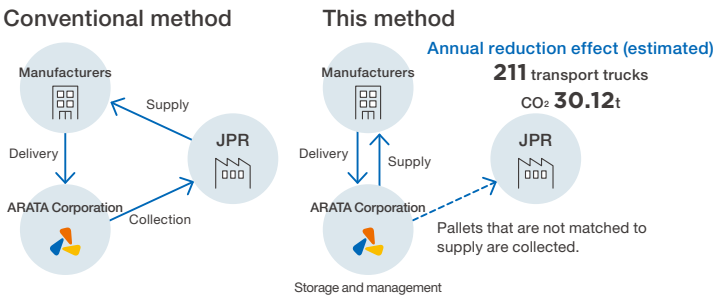 Conventional method
Manufacturers
Supply
JPR
Delivery
ARATA Corporation
Collection
This method
Annual reduction effect (estimated)
211 transport trucks
CO₂ 30.12t
Manufacturers
JPR
Delivery
Supply
ARATA Corporation
Pallets that are not matched to
supply are collected.
Storage and management